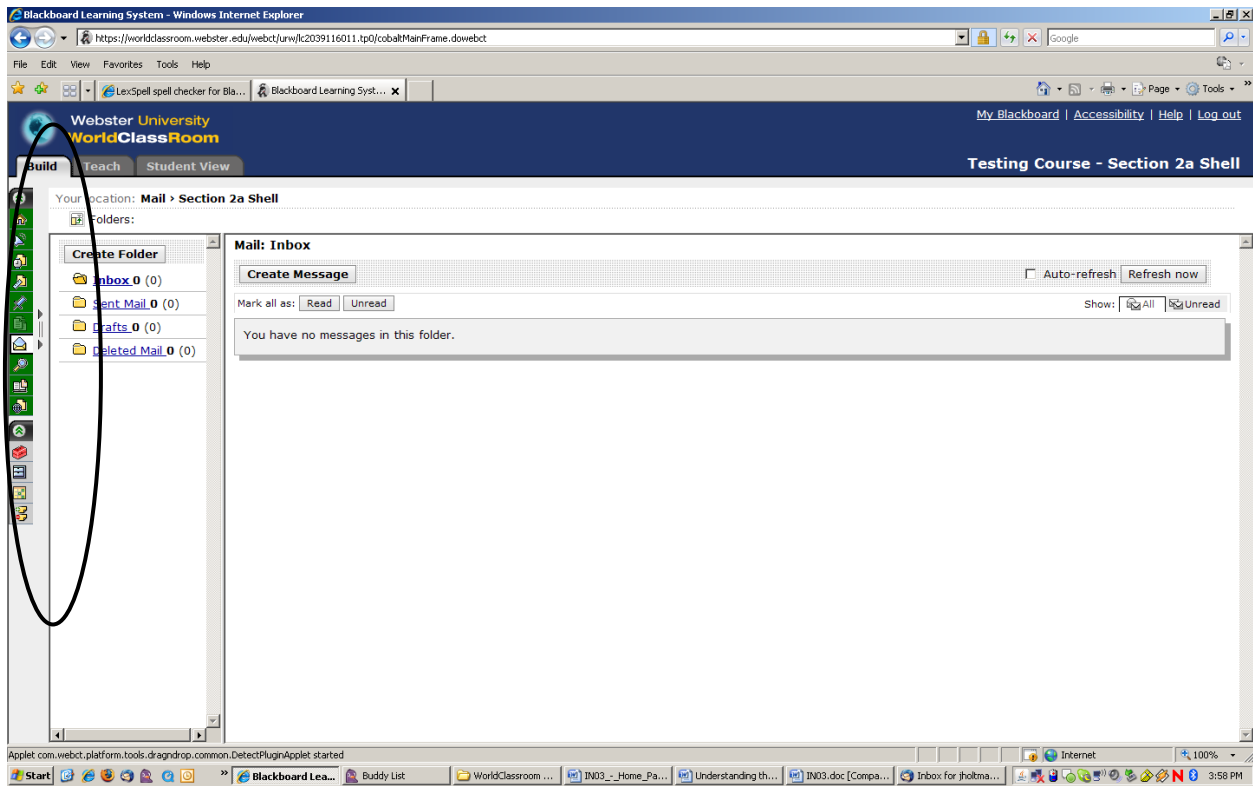 Blackboard Learning System - Windows Internet Explorer
https://worldclassroom.webster.edu/webct/urw/lc2039116011.tp0/cobaltMainFrame.dowebct
Google
File Edit View Favorites Tools Help
LexSpell spell checker for Bla... Blackboard Learning Syst... Page Tools
Webster University
WorldClassRoom
My Blackboard | Accessibility | Help | Log out
Build Teach Student View
Testing Course - Section 2a Shell
Your location: Mail › Section 2a Shell
Folders:
Create Folder
Inbox 0 (0)
Sent Mail 0 (0)
Drafts 0 (0)
Deleted Mail 0 (0)
Mail: Inbox
Create Message Auto-refresh Refresh now
Mark all as: Read Unread Show: All Unread
You have no messages in this folder.
Applet com.webct.platform.tools.dragndrop.common.DetectPluginApplet started Internet 100%
Start Blackboard Lea... Buddy List WorldClassroom ... IN03_-_Home_Pa... Understanding th... IN03.doc [Compa... Inbox for jholtma... 3:58 PM